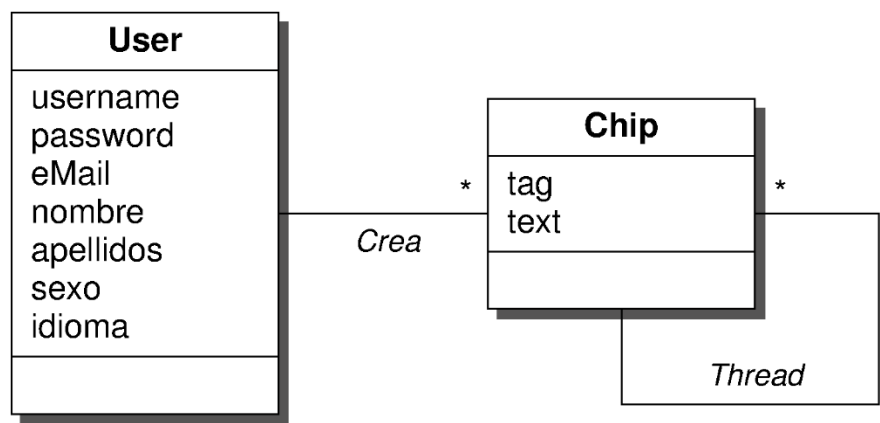 User
username
password
eMail
nombre
apellidos
sexo
idioma
Crea
*
Chip
tag
text
*
Thread